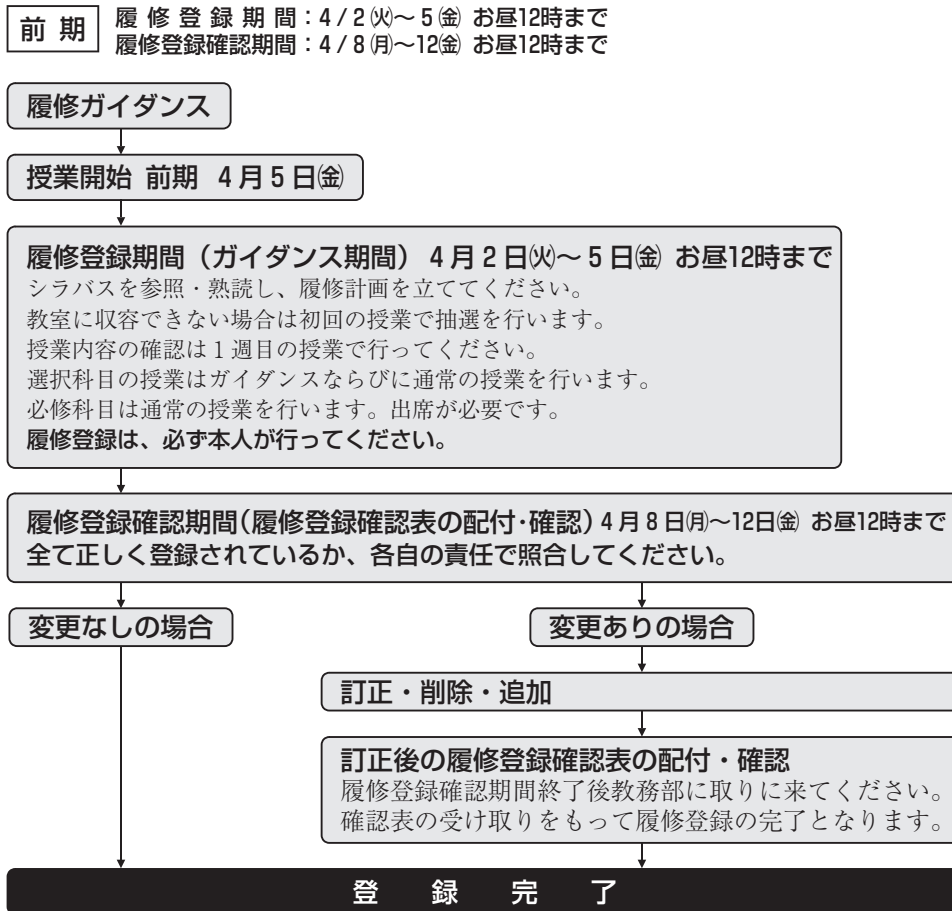 前 期
履 修 登 録 期 間：4 / 2 ㈫～ 5 ㈮ お昼12時まで
履修登録確認期間：4 / 8 ㈪～12㈮ お昼12時まで
履修ガイダンス
授業開始 前期 4 月 5 日㈮
履修登録期間（ガイダンス期間） 4 月 2 日㈫～ 5 日㈮ お昼12時まで
シラバスを参照・熟読し、履修計画を立ててください。
教室に収容できない場合は初回の授業で抽選を行います。
授業内容の確認は 1 週目の授業で行ってください。
選択科目の授業はガイダンスならびに通常の授業を行います。
必修科目は通常の授業を行います。出席が必要です。
履修登録は、必ず本人が行ってください。
履修登録確認期間（履修登録確認表の配付・確認）4 月 8 日㈪～12日㈮ お昼12時まで
全て正しく登録されているか、各自の責任で照合してください。
変更なしの場合
変更ありの場合
訂正・削除・追加
訂正後の履修登録確認表の配付・確認
履修登録確認期間終了後教務部に取りに来てください。
確認表の受け取りをもって履修登録の完了となります。
登 録 完 了